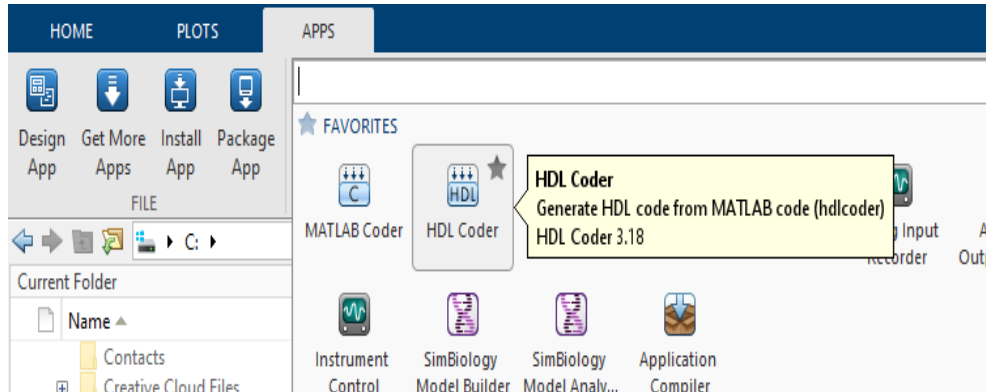 HOME PLOTS APPS
Design App
Get More Apps
Install App
Package App
FILE
FAVORITES
C
HDL
MATLAB Coder
HDL Coder
HDL Coder
Generate HDL code from MATLAB code (hdlcoder)
HDL Coder 3.18
Input
Recorder
C:
Current Folder
Name
Contacts
Creative Cloud Files
Instrument
Control
SimBiology
Model Builder
SimBiology
Model Analy...
Application
Compiler